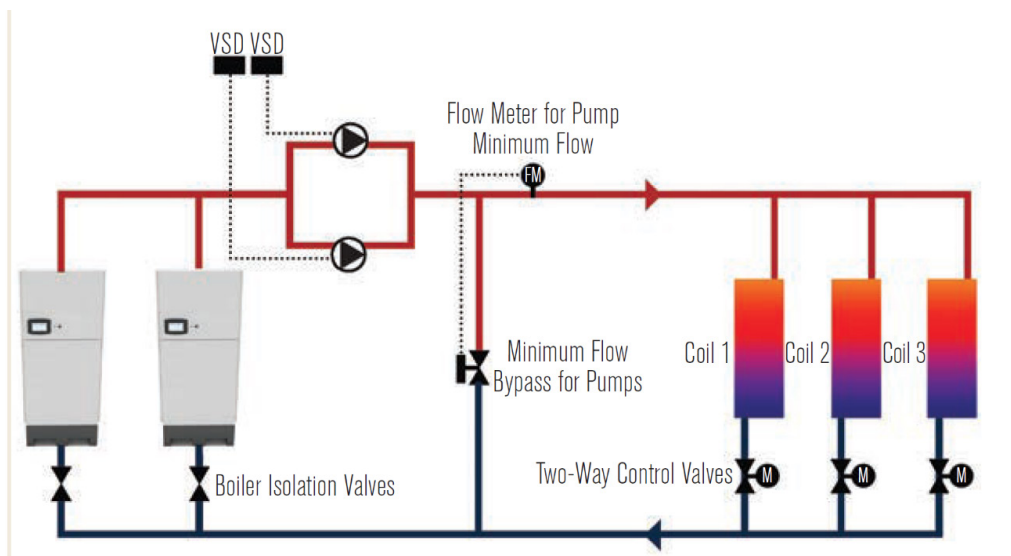 VSD VSD
Flow Meter for Pump
Minimum Flow
FM
Minimum Flow
Bypass for Pumps
Coil 1
Coil 2
Coil 3
Two-Way Control Valves
M
M
M
Boiler Isolation Valves